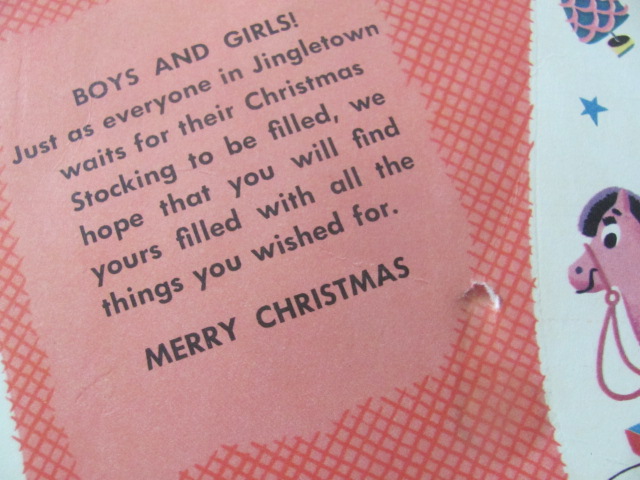 BOYS AND GIRLS!
Just as everyone in Jingletown
waits for their Christmas
Stocking to be filled, we
hope that you will find
yours filled with all the
things you wished for.
MERRY CHRISTMAS